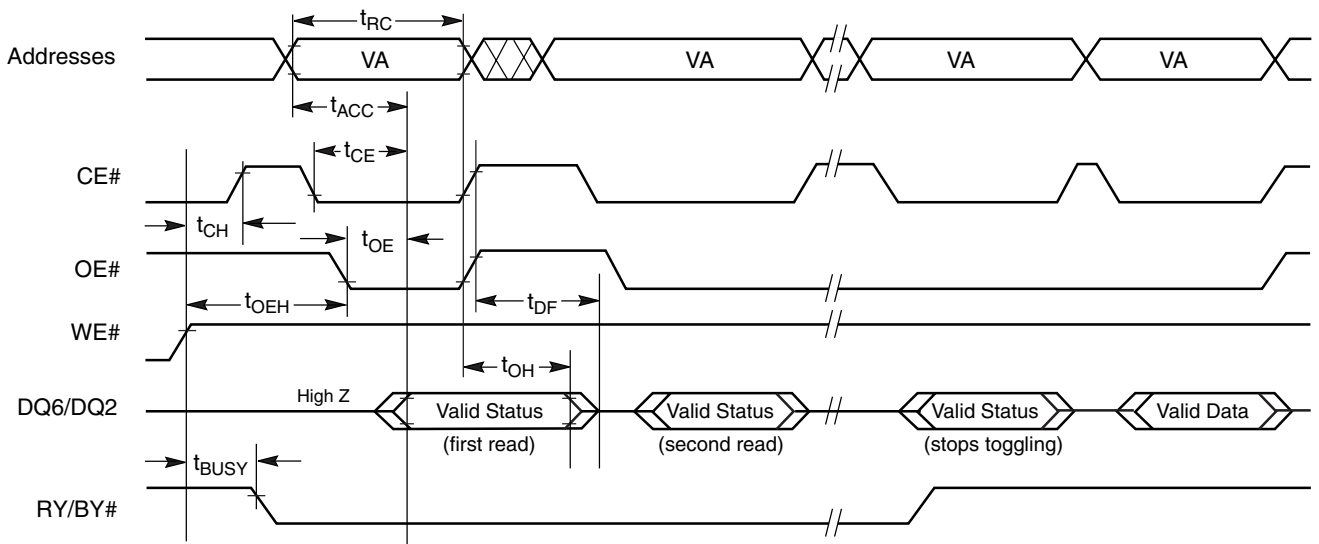 tRC
Addresses VA VA VA VA
tACC
tCE
CE#
tCH tOE
OE#
tOEH tDF
WE#
tOH
High Z
DQ6/DQ2 Valid Status Valid Status Valid Status Valid Data
(first read) (second read) (stops toggling)
tBUSY
RY/BY#